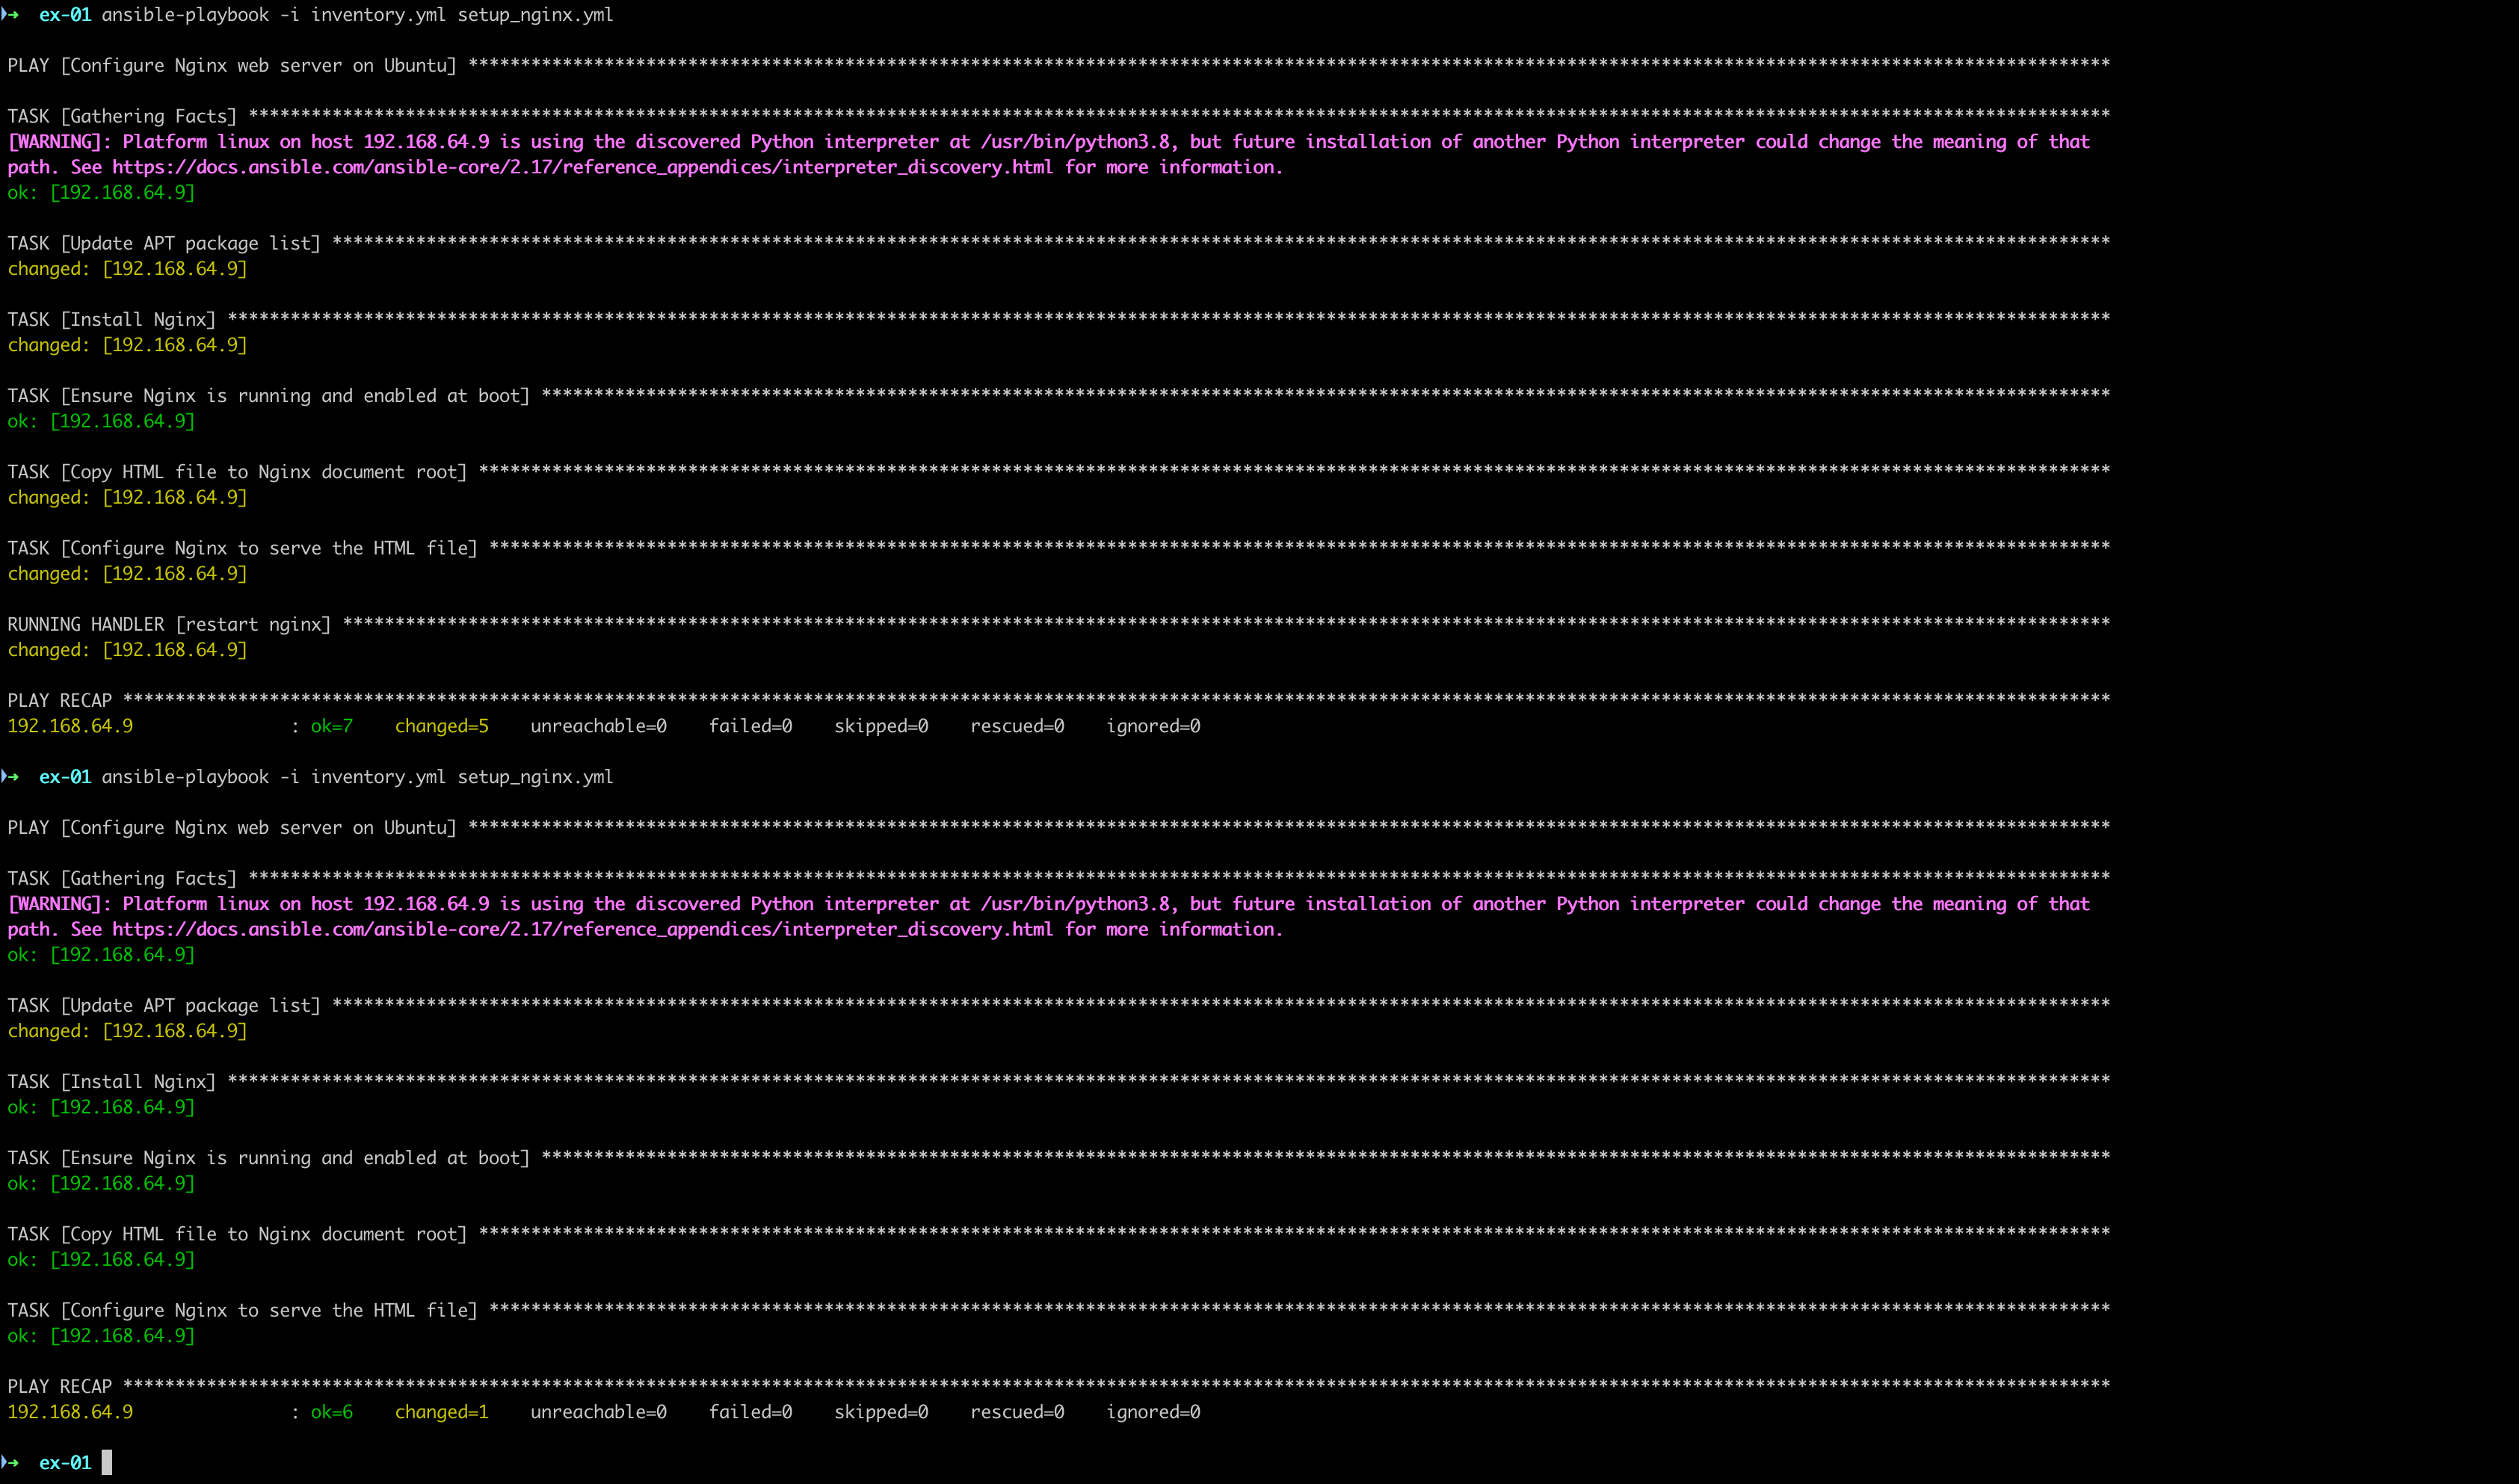 ➜  ex-01 ansible-playbook -i inventory.yml setup_nginx.yml
PLAY [Configure Nginx web server on Ubuntu] *****************************************************************************************************************************************************
TASK [Gathering Facts] **********************************************************************************************************************************************************************************
[WARNING]: Platform linux on host 192.168.64.9 is using the discovered Python interpreter at /usr/bin/python3.8, but future installation of another Python interpreter could change the meaning of that
path. See https://docs.ansible.com/ansible-core/2.17/reference_appendices/interpreter_discovery.html for more information.
ok: [192.168.64.9]
TASK [Update APT package list] **************************************************************************************************************************************************************************
changed: [192.168.64.9]
TASK [Install Nginx] ************************************************************************************************************************************************************************************
changed: [192.168.64.9]
TASK [Ensure Nginx is running and enabled at boot] ******************************************************************************************************************************************************
ok: [192.168.64.9]
TASK [Copy HTML file to Nginx document root] ************************************************************************************************************************************************************
changed: [192.168.64.9]
TASK [Configure Nginx to serve the HTML file] ***********************************************************************************************************************************************************
changed: [192.168.64.9]
RUNNING HANDLER [restart nginx] *************************************************************************************************************************************************************************
changed: [192.168.64.9]
PLAY RECAP **********************************************************************************************************************************************************************************************
192.168.64.9               : ok=7    changed=5    unreachable=0    failed=0    skipped=0    rescued=0    ignored=0
➜  ex-01 ansible-playbook -i inventory.yml setup_nginx.yml
PLAY [Configure Nginx web server on Ubuntu] *************************************************************************************************************************************************************
TASK [Gathering Facts] **********************************************************************************************************************************************************************************
[WARNING]: Platform linux on host 192.168.64.9 is using the discovered Python interpreter at /usr/bin/python3.8, but future installation of another Python interpreter could change the meaning of that
path. See https://docs.ansible.com/ansible-core/2.17/reference_appendices/interpreter_discovery.html for more information.
ok: [192.168.64.9]
TASK [Update APT package list] **************************************************************************************************************************************************************************
changed: [192.168.64.9]
TASK [Install Nginx] ************************************************************************************************************************************************************************************
ok: [192.168.64.9]
TASK [Ensure Nginx is running and enabled at boot] ******************************************************************************************************************************************************
ok: [192.168.64.9]
TASK [Copy HTML file to Nginx document root] ************************************************************************************************************************************************************
ok: [192.168.64.9]
TASK [Configure Nginx to serve the HTML file] ***********************************************************************************************************************************************************
ok: [192.168.64.9]
PLAY RECAP **********************************************************************************************************************************************************************************************
192.168.64.9               : ok=6    changed=1    unreachable=0    failed=0    skipped=0    rescued=0    ignored=0
➜  ex-01